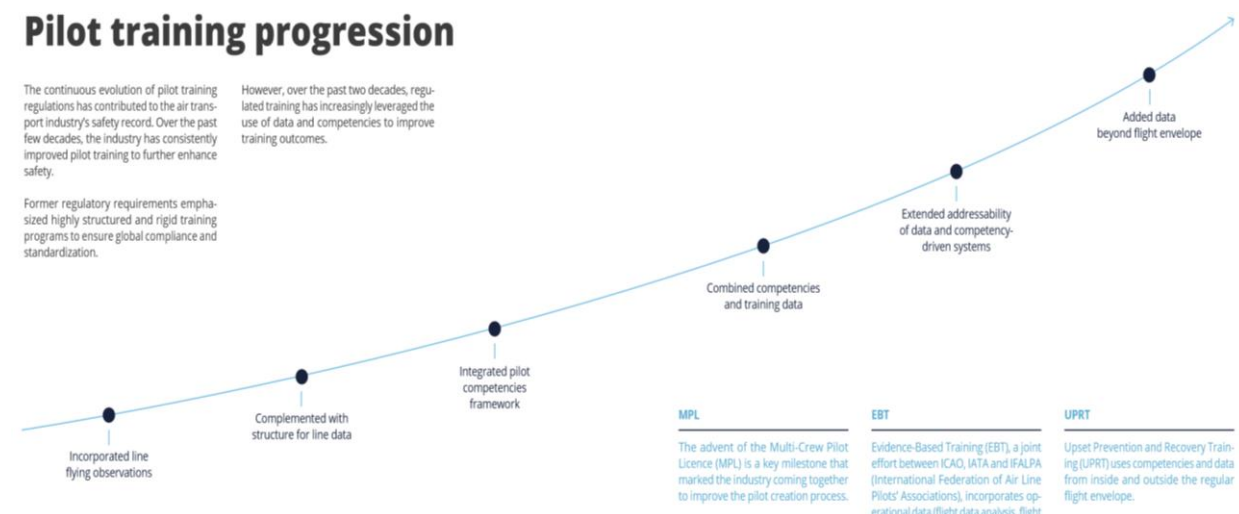 Pilot training progression
The continuous evolution of pilot training
regulations has contributed to the air trans-
port industry's safety record. Over the past
few decades, the industry has consistently
improved pilot training to further enhance
safety.
Former regulatory requirements empha-
sized highly structured and rigid training
programs to ensure global compliance and
standardization.
However, over the past two decades, regu-
lated training has increasingly leveraged the
use of data and competencies to improve
training outcomes.
Incorporated line
flying observations
Complemented with
structure for line data
Integrated pilot
competencies
framework
Combined competencies
and training data
Extended addressability
of data and competency-
driven systems
Added data
beyond flight envelope
MPL
The advent of the Multi-Crew Pilot
Licence (MPL) is a key milestone that
marked the industry coming together
to improve the pilot creation process.
EBT
Evidence-Based Training (EBT), a joint
effort between ICAO, IATA and IFALPA
(International Federation of Air Line
Pilots' Associations), incorporates op-
erational data (flight data analysis, flight
UPRT
Upset Prevention and Recovery Train-
ing (UPRT) uses competencies and data
from inside and outside the regular
flight envelope.